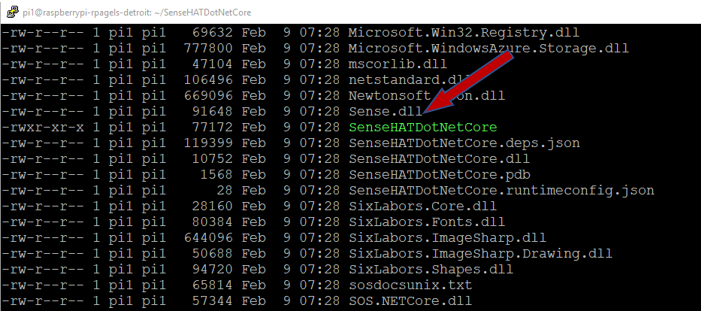 pi1@raspberrypi-rpagels-detroit: ~/SenseHATDotNetCore
-rw-r--r-- 1 pi1 pi1 69632 Feb 9 07:28 Microsoft.Win32.Registry.dll
-rw-r--r-- 1 pi1 pi1 777800 Feb 9 07:28 Microsoft.WindowsAzure.Storage.dll
-rw-r--r-- 1 pi1 pi1 47104 Feb 9 07:28 mscorlib.dll
-rw-r--r-- 1 pi1 pi1 106496 Feb 9 07:28 netstandard.dll
-rw-r--r-- 1 pi1 pi1 669096 Feb 9 07:28 Newtonsoft.Json.dll
-rw-r--r-- 1 pi1 pi1 91648 Feb 9 07:28 Sense.dll
-rwxr-xr-x 1 pi1 pi1 77172 Feb 9 07:28 SenseHATDotNetCore
-rw-r--r-- 1 pi1 pi1 119399 Feb 9 07:28 SenseHATDotNetCore.deps.json
-rw-r--r-- 1 pi1 pi1 10752 Feb 9 07:28 SenseHATDotNetCore.dll
-rw-r--r-- 1 pi1 pi1 1568 Feb 9 07:28 SenseHATDotNetCore.pdb
-rw-r--r-- 1 pi1 pi1 28 Feb 9 07:28 SenseHATDotNetCore.runtimeconfig.json
-rw-r--r-- 1 pi1 pi1 28160 Feb 9 07:28 SixLabors.Core.dll
-rw-r--r-- 1 pi1 pi1 80384 Feb 9 07:28 SixLabors.Fonts.dll
-rw-r--r-- 1 pi1 pi1 644096 Feb 9 07:28 SixLabors.ImageSharp.dll
-rw-r--r-- 1 pi1 pi1 50688 Feb 9 07:28 SixLabors.ImageSharp.Drawing.dll
-rw-r--r-- 1 pi1 pi1 94720 Feb 9 07:28 SixLabors.Shapes.dll
-rw-r--r-- 1 pi1 pi1 65814 Feb 9 07:28 sosdocsunix.txt
-rw-r--r-- 1 pi1 pi1 57344 Feb 9 07:28 SOS.NETCore.dll